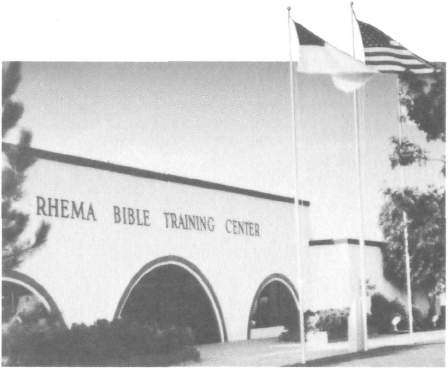 RHEMA BIBLE TRAINING CENTER